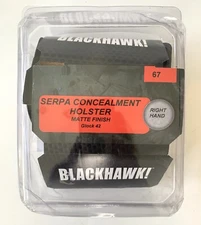 BLACKHAWK!
67
SERPA CONCEALMENT
HOLSTER
MATTE FINISH
Glock 43
RIGHT
HAND
BLACKHAWK!